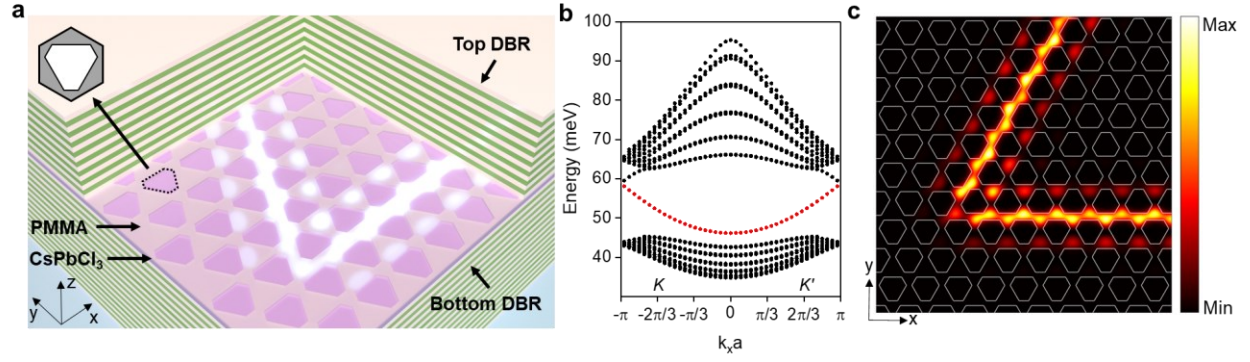 a
Top DBR
PMMA
CsPbCl₃
Bottom DBR
z
y
x
b
Energy (meV)
100
90
80
70
60
50
40
K
K'
-π
-2π/3
-π/3
0
π/3
2π/3
π
kₓa
c
y
x
Max
Min